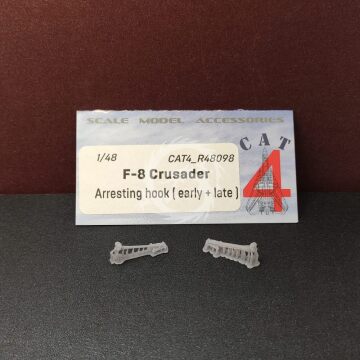 SCALE MODEL ACCESSORIES
1/48 CAT4_R48098
F-8 Crusader
Arresting hook ( early + late )
CAT
4